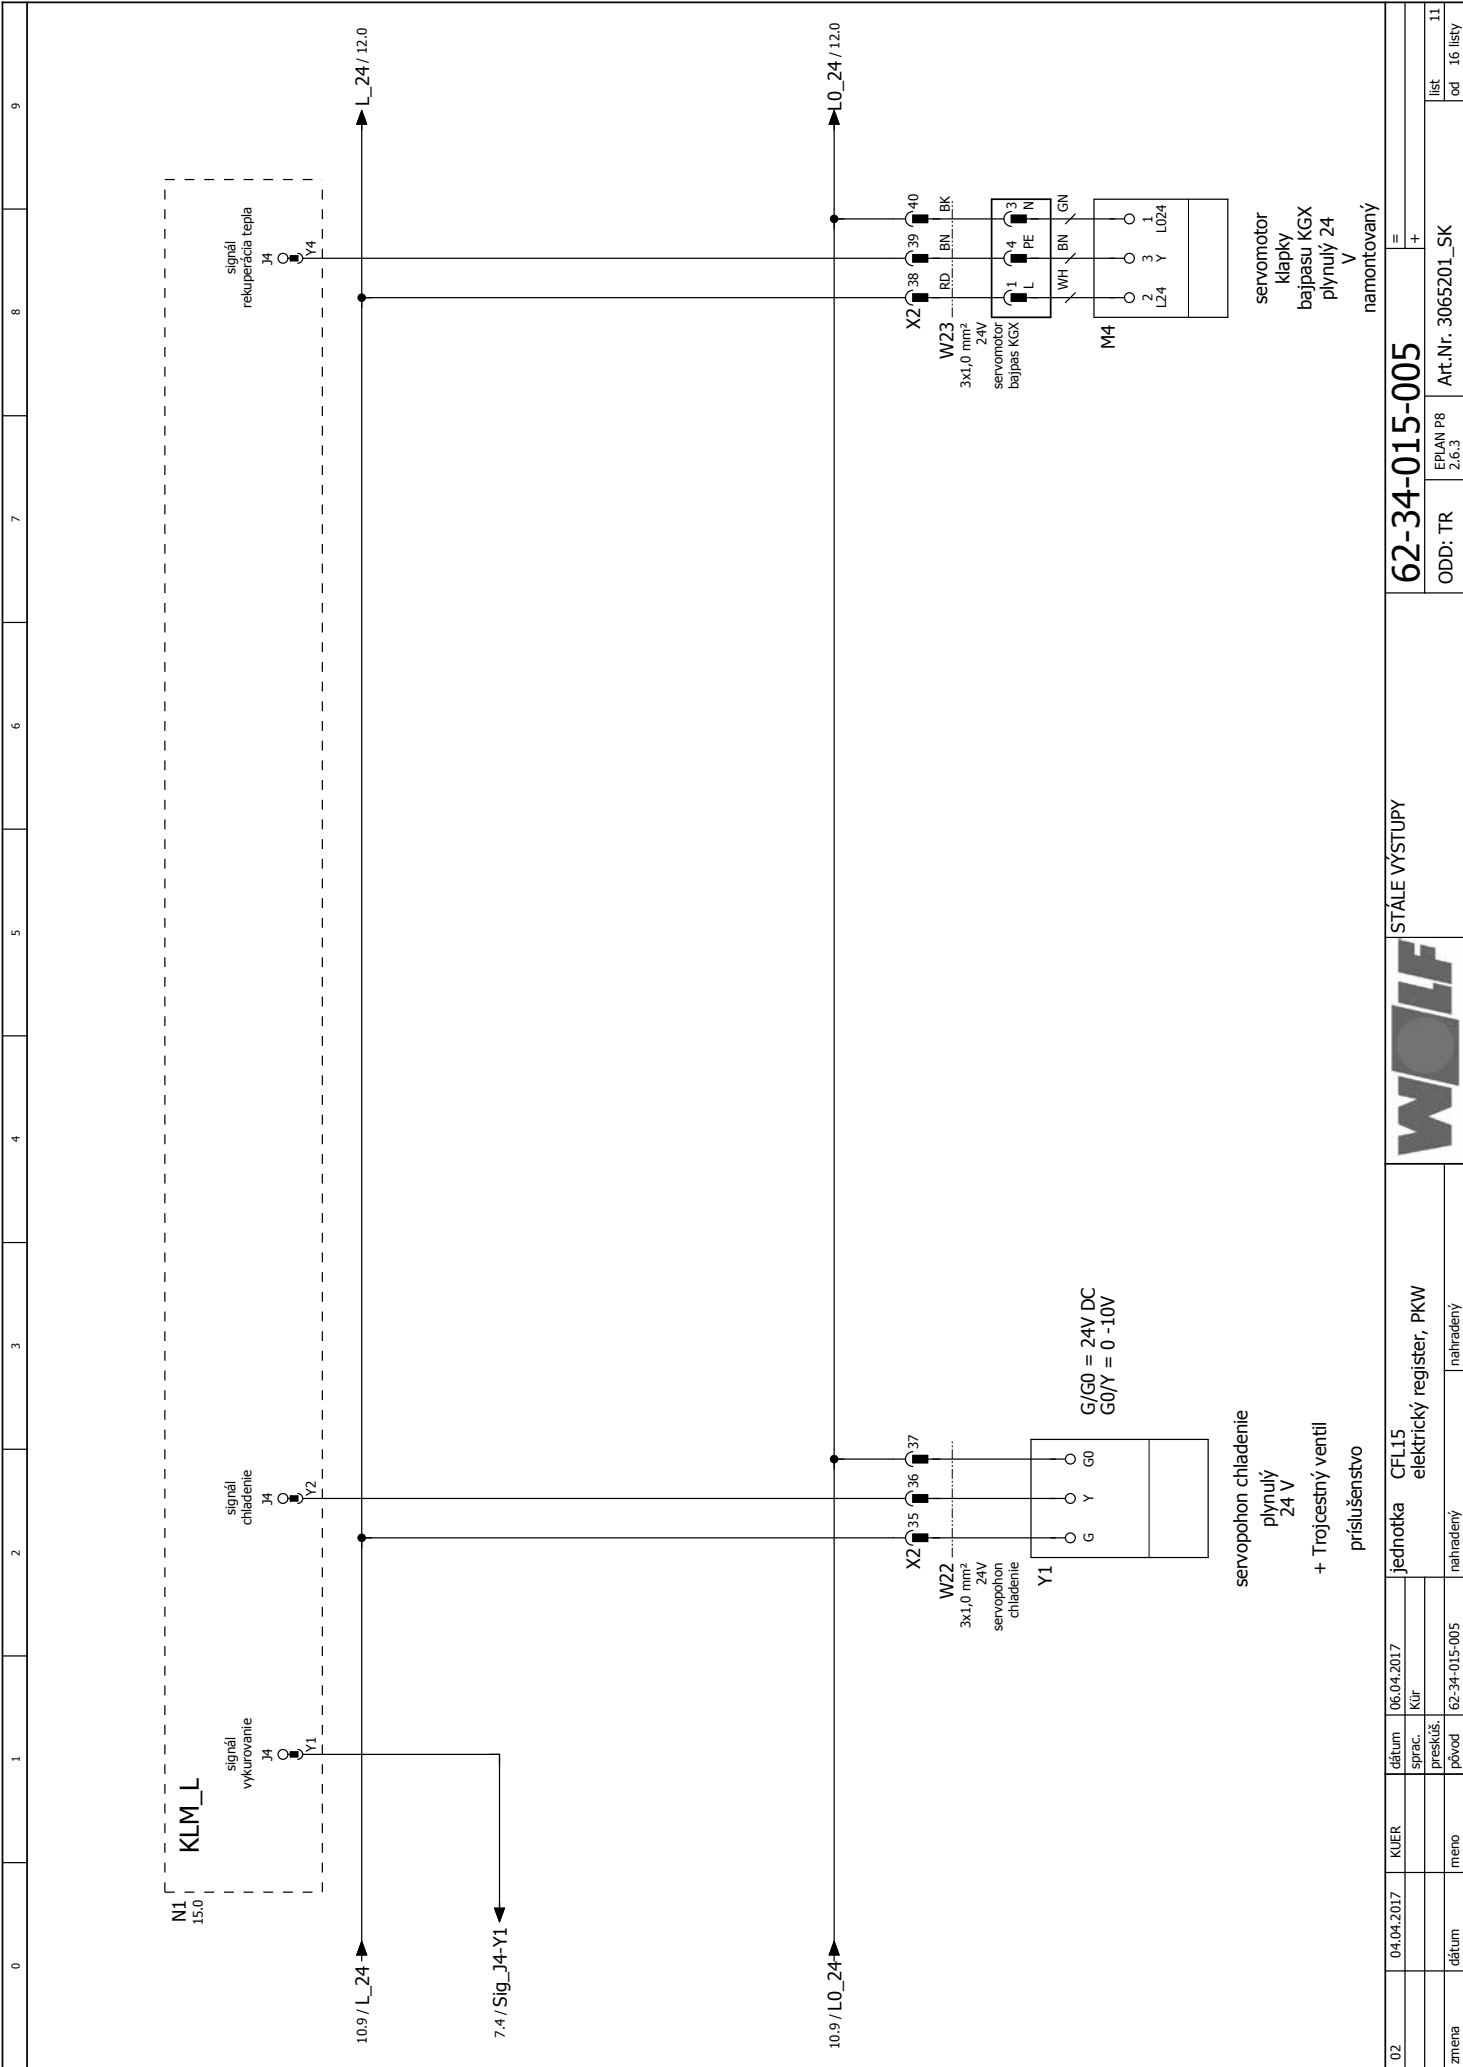 0 1 2 3 4 5 6 7 8 9
N1
15.0
KLM_L
signál
vykurovanie
J4
Y1
signál
chladenie
J4
Y2
signál
rekuperácia tepla
J4
Y4
10.9 / L_24
L_24 / 12.0
7.4 / Sig_J4-Y1
10.9 / L0_24
L0_24 / 12.0
X2 35 36 37
W22
3x1,0 mm²
24V
servopohon
chladenie
Y1
G Y G0
G/G0 = 24V DC
G0/Y = 0 -10V
servopohon chladenie
plynulý
24 V
+ Trojcestný ventil
príslušenstvo
X2 38 39 40
W23 RD BN BK
3x1,0 mm²
24V
servomotor
bajpas KGX
1 4 3
L PE N
WH BN GN
M4
2 3 1
L24 Y L024
servomotor
klapky
bajpasu KGX
plynulý 24
V
namontovaný
02 04.04.2017 KUER
zmena dátum meno
dátum 06.04.2017
sprac. Kür
preskúš.
pôvod 62-34-015-005
jednotka CFL15
elektrický register, PKW
nahradený nahradený
WOLF
STÁLE VÝSTUPY
62-34-015-005
=
+
ODD: TR
EPLAN P8
2.6.3
Art.Nr. 3065201_SK
list 11
od 16 listy